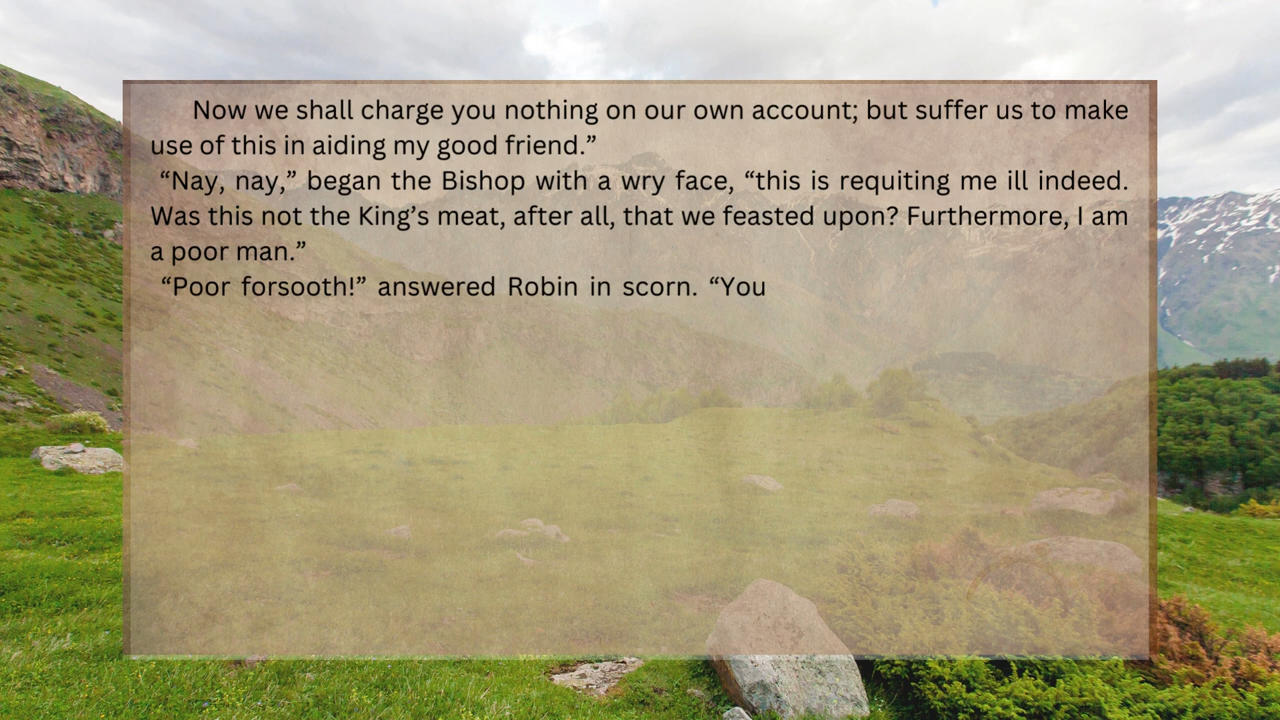 Now we shall charge you nothing on our own account; but suffer us to make
use of this in aiding my good friend.”
“Nay, nay,” began the Bishop with a wry face, “this is requiting me ill indeed.
Was this not the King’s meat, after all, that we feasted upon? Furthermore, I am
a poor man.”
“Poor forsooth!” answered Robin in scorn. “You